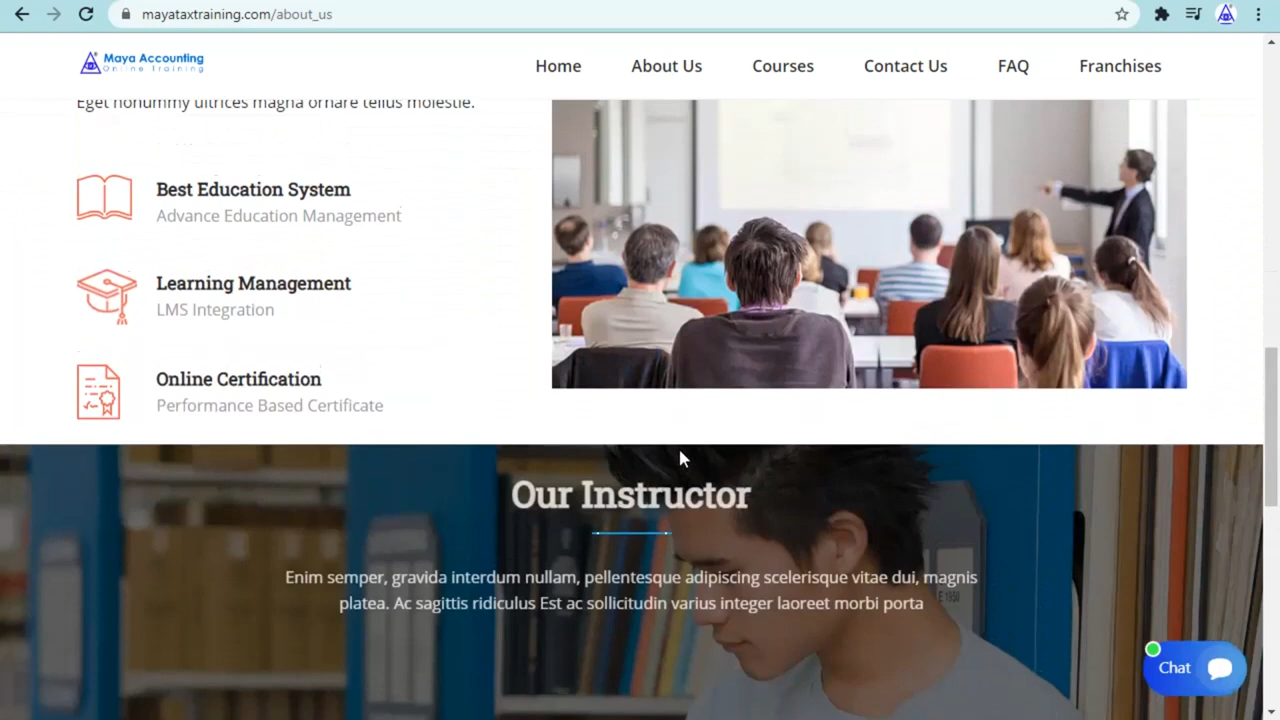 mayataxtraining.com/about_us
Maya Accounting
Online Training
Home
About Us
Courses
Contact Us
FAQ
Franchises
Eget nonummy ultrices magna ornare tellus molestie.
Best Education System
Advance Education Management
Learning Management
LMS Integration
Online Certification
Performance Based Certificate
Our Instructor
Enim semper, gravida interdum nullam, pellentesque adipiscing scelerisque vitae dui, magnis
platea. Ac sagittis ridiculus Est ac sollicitudin varius integer laoreet morbi porta
E 1950
Chat